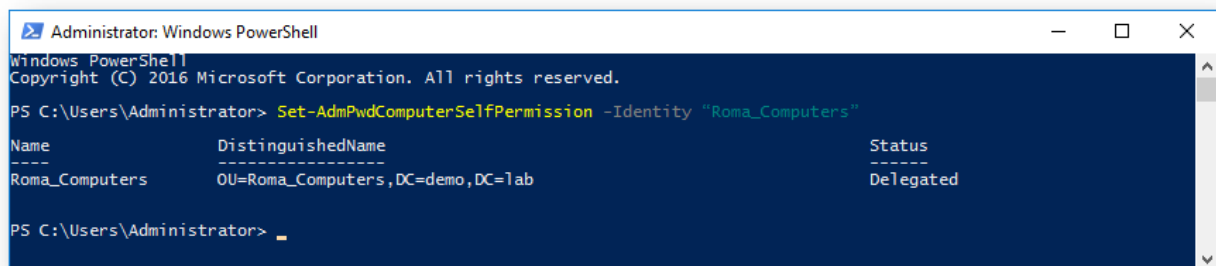 Administrator: Windows PowerShell
Windows PowerShell
Copyright (C) 2016 Microsoft Corporation. All rights reserved.
PS C:\Users\Administrator> Set-AdmPwdComputerSelfPermission -Identity “Roma_Computers”
Name DistinguishedName Status
---- ----------------- ------
Roma_Computers OU=Roma_Computers,DC=demo,DC=lab Delegated
PS C:\Users\Administrator> _